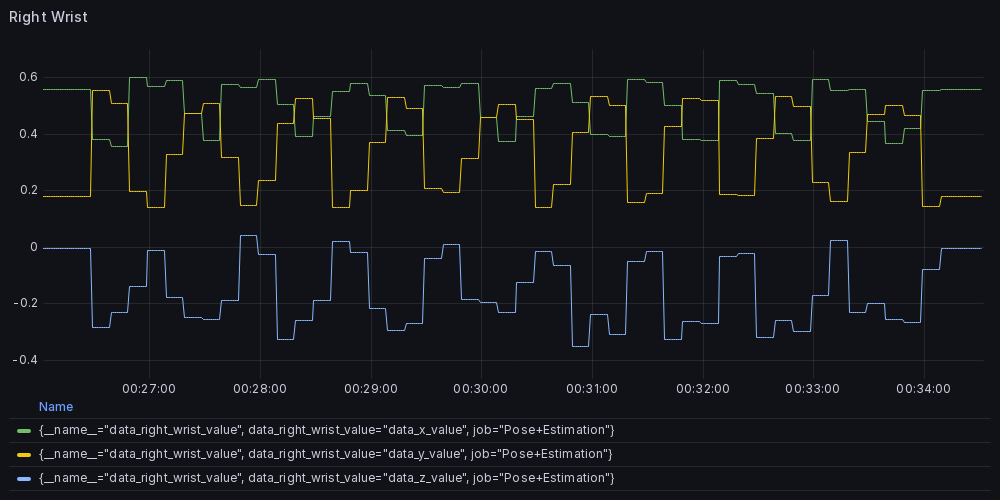 Right Wrist
0.6
0.4
0.2
0
-0.2
-0.4
00:27:00 00:28:00 00:29:00 00:30:00 00:31:00 00:32:00 00:33:00 00:34:00
Name
{__name__="data_right_wrist_value", data_right_wrist_value="data_x_value", job="Pose+Estimation"}
{__name__="data_right_wrist_value", data_right_wrist_value="data_y_value", job="Pose+Estimation"}
{__name__="data_right_wrist_value", data_right_wrist_value="data_z_value", job="Pose+Estimation"}